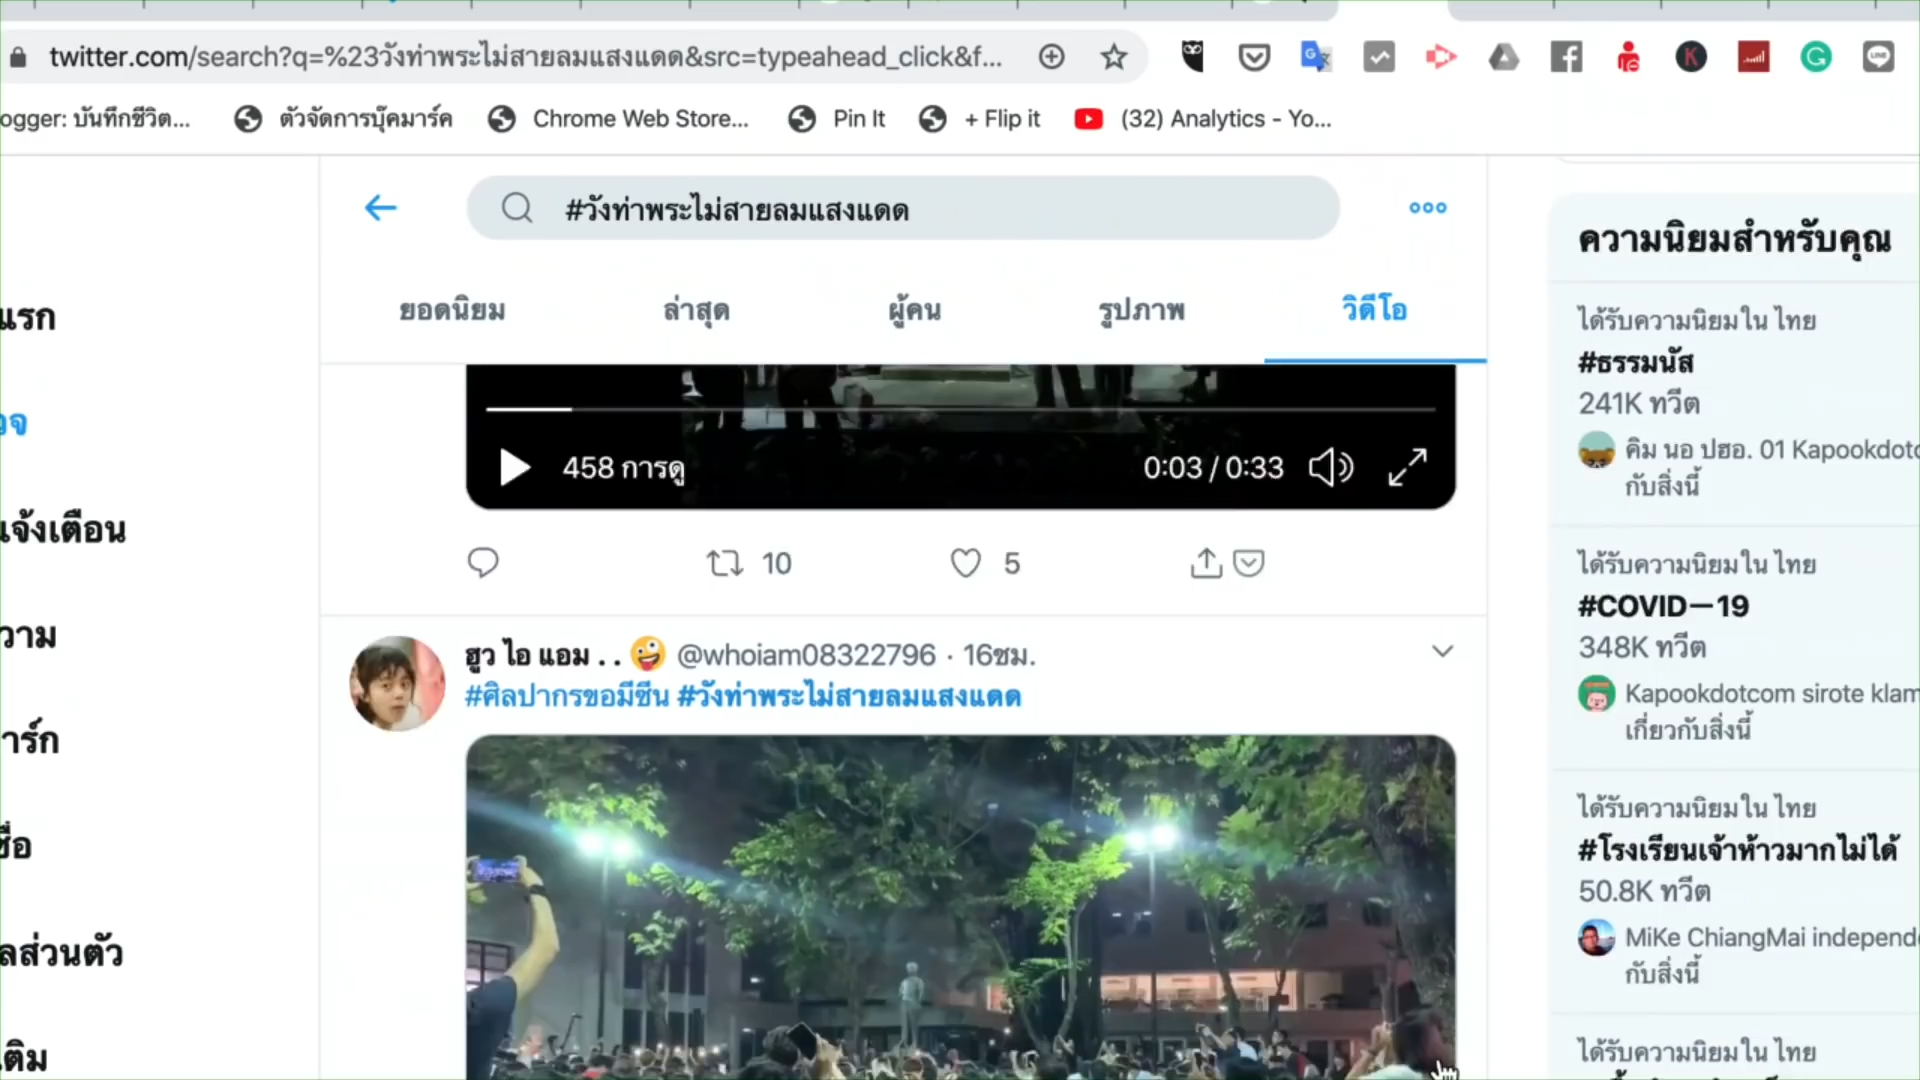 twitter.com/search?q=%23วังท่าพระไม่สายลมแสงแดด&src=typeahead_click&f...
ogger: บันทึกชีวิต...
ตัวจัดการบุ๊คมาร์ค
Chrome Web Store...
Pin It
+ Flip it
(32) Analytics - Yo...
#วังท่าพระไม่สายลมแสงแดด
ยอดนิยม
ล่าสุด
ผู้คน
รูปภาพ
วิดีโอ
458 การดู
0:03 / 0:33
10
5
ฮูว ไอ แอม . . @whoiam08322796 · 16ชม.
#ศิลปากรขอมีซีน #วังท่าพระไม่สายลมแสงแดด
แรก
วจ
แจ้งเตือน
วาม
าร์ก
ชื่อ
ลส่วนตัว
เติม
ความนิยมสำหรับคุณ
ได้รับความนิยมใน ไทย
#ธรรมนัส
241K ทวีต
คิม นอ ปฮอ. 01 Kapookdotc
กับสิ่งนี้
ได้รับความนิยมใน ไทย
#COVIDー19
348K ทวีต
Kapookdotcom sirote klam
เกี่ยวกับสิ่งนี้
ได้รับความนิยมใน ไทย
#โรงเรียนเจ้าห้าวมากไม่ได้
50.8K ทวีต
MiKe ChiangMai independ
กับสิ่งนี้
ได้รับความนิยมใน ไทย